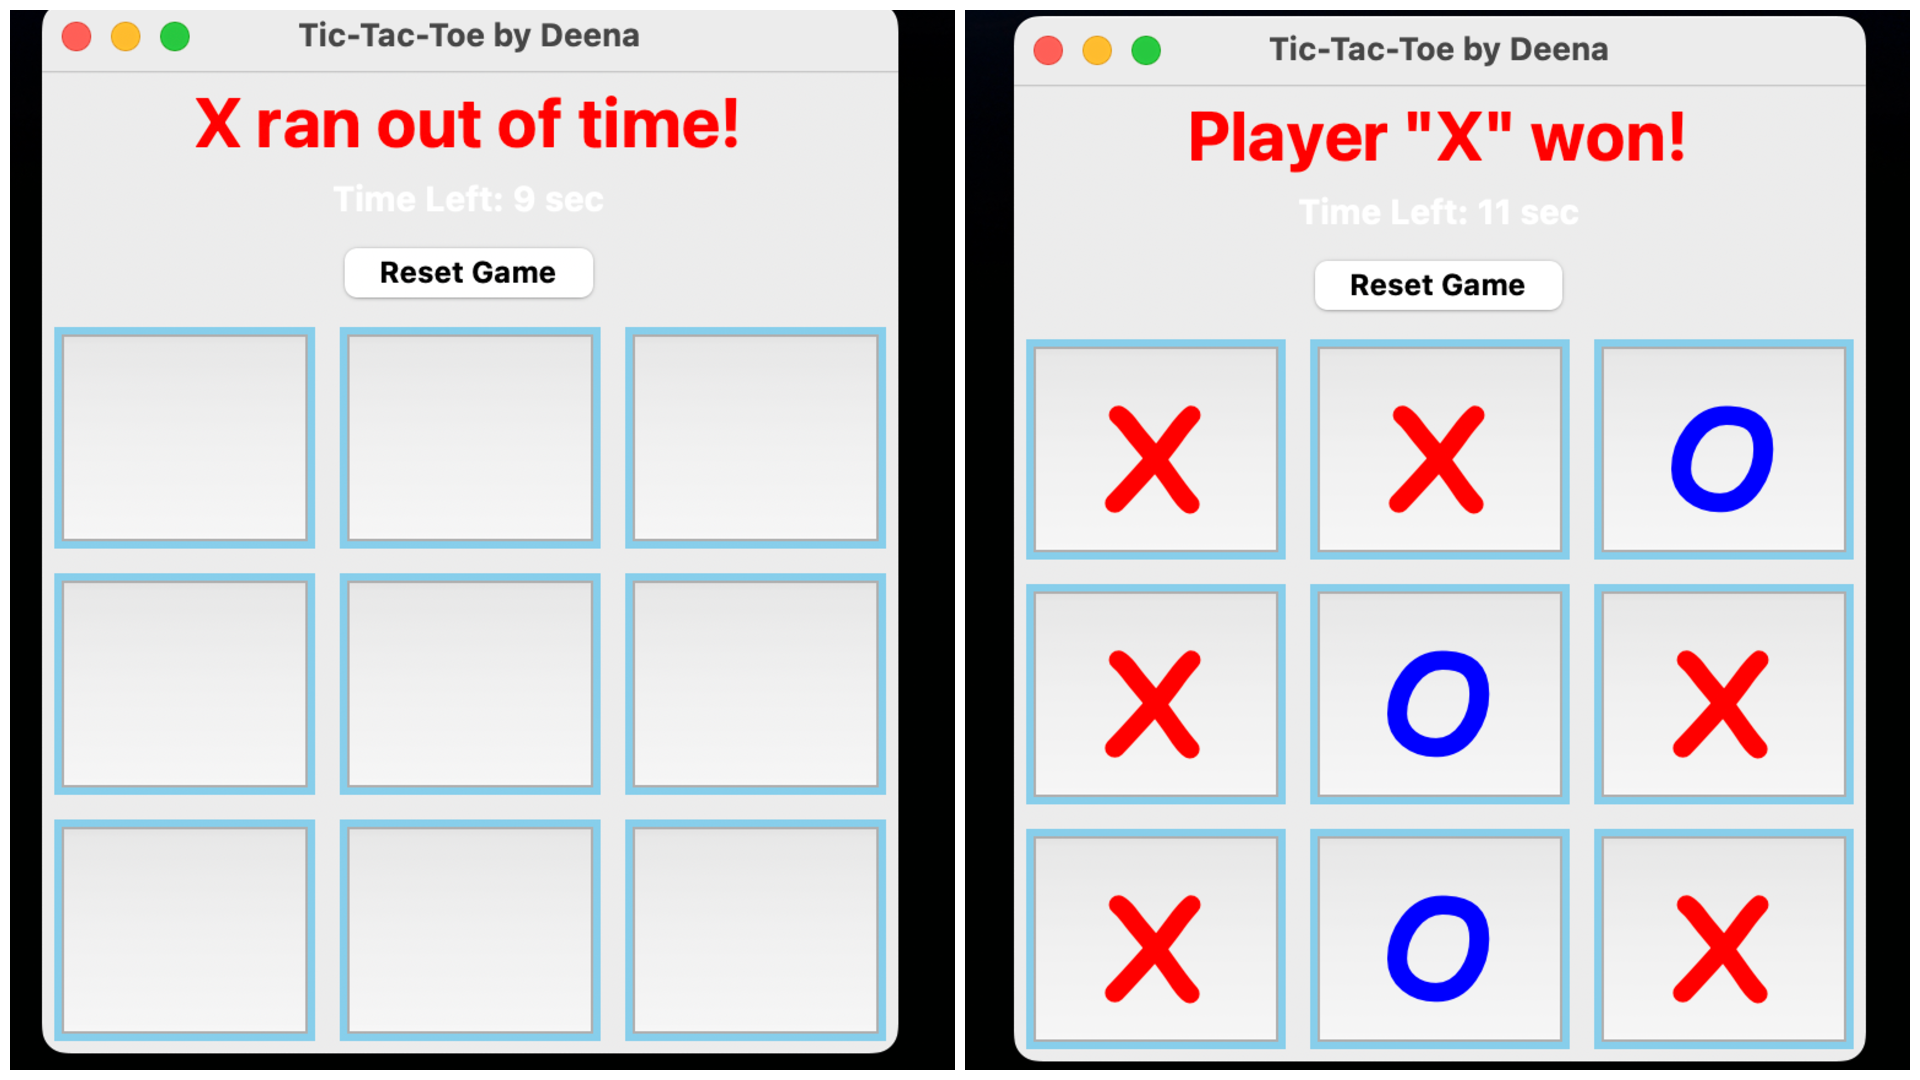 Tic-Tac-Toe by Deena
X ran out of time!
Time Left: 9 sec
Reset Game
Tic-Tac-Toe by Deena
Player "X" won!
Time Left: 11 sec
Reset Game
X X O
X O X
X O X